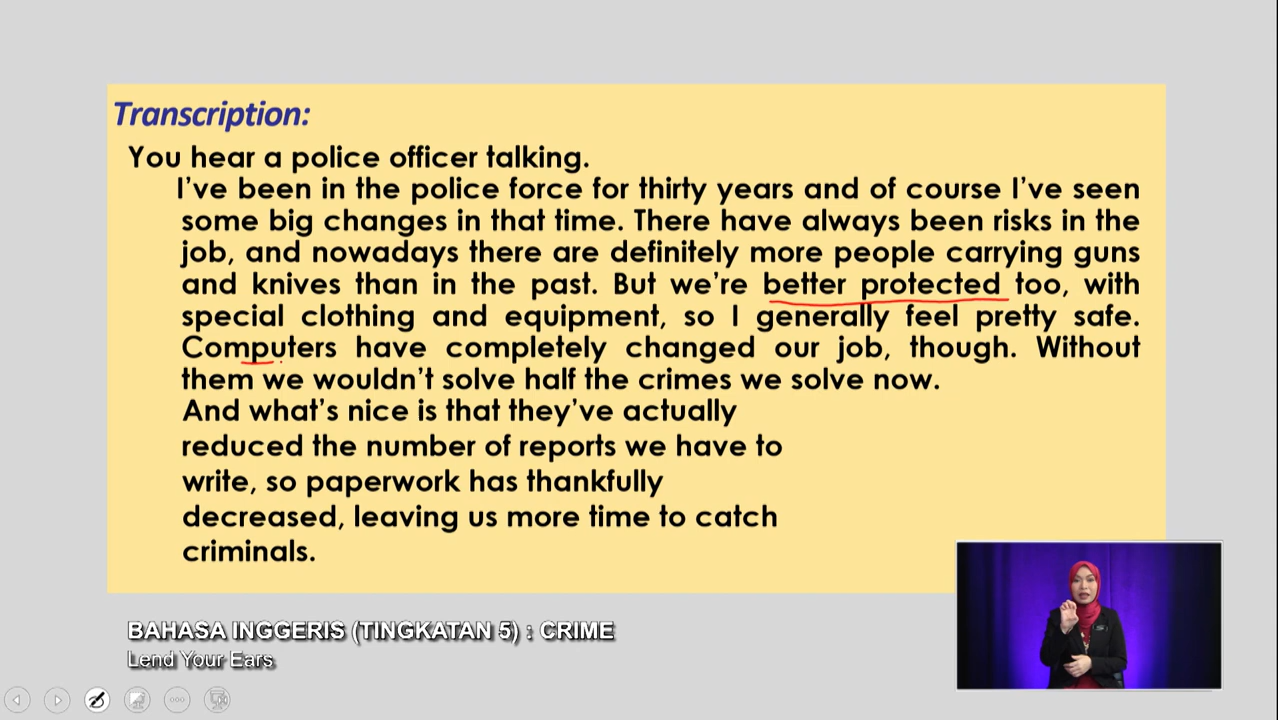 Transcription:
You hear a police officer talking.
I've been in the police force for thirty years and of course I've seen
some big changes in that time. There have always been risks in the
job, and nowadays there are definitely more people carrying guns
and knives than in the past. But we're better protected too, with
special clothing and equipment, so I generally feel pretty safe.
Computers have completely changed our job, though. Without
them we wouldn't solve half the crimes we solve now.
And what's nice is that they've actually
reduced the number of reports we have to
write, so paperwork has thankfully
decreased, leaving us more time to catch
criminals.
BAHASA INGGERIS (TINGKATAN 5) : CRIME
Lend Your Ears